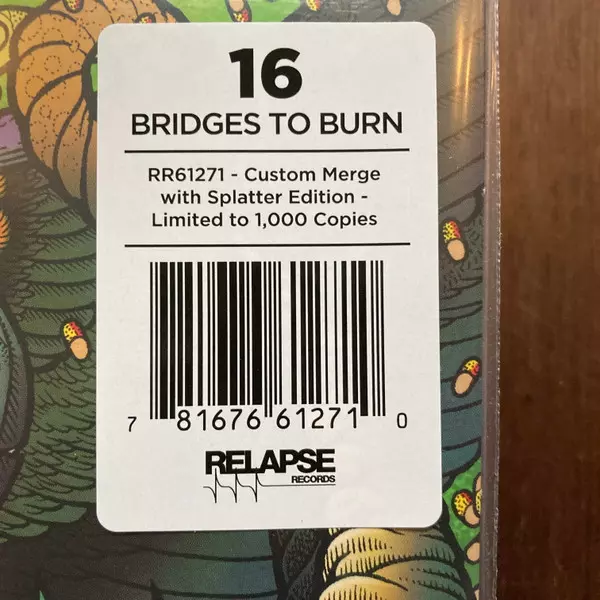 16
BRIDGES TO BURN
RR61271 - Custom Merge
with Splatter Edition -
Limited to 1,000 Copies
7 81676 61271 0
RELAPSE
RECORDS